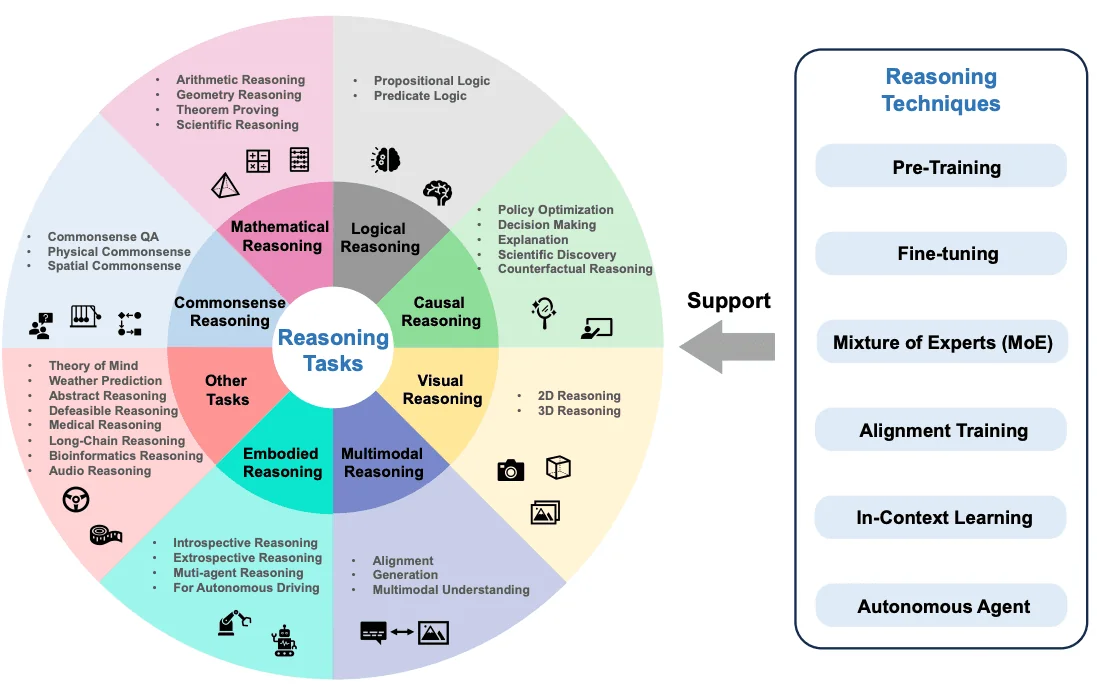 Arithmetic Reasoning
Geometry Reasoning
Theorem Proving
Scientific Reasoning
Propositional Logic
Predicate Logic
Policy Optimization
Decision Making
Explanation
Scientific Discovery
Counterfactual Reasoning
2D Reasoning
3D Reasoning
Alignment
Generation
Multimodal Understanding
Introspective Reasoning
Extrospective Reasoning
Muti-agent Reasoning
For Autonomous Driving
Theory of Mind
Weather Prediction
Abstract Reasoning
Defeasible Reasoning
Medical Reasoning
Long-Chain Reasoning
Bioinformatics Reasoning
Audio Reasoning
Commonsense QA
Physical Commonsense
Spatial Commonsense
Mathematical
Reasoning
Logical
Reasoning
Causal
Reasoning
Visual
Reasoning
Multimodal
Reasoning
Embodied
Reasoning
Other
Tasks
Commonsense
Reasoning
Reasoning
Tasks
Support
Reasoning
Techniques
Pre-Training
Fine-tuning
Mixture of Experts (MoE)
Alignment Training
In-Context Learning
Autonomous Agent